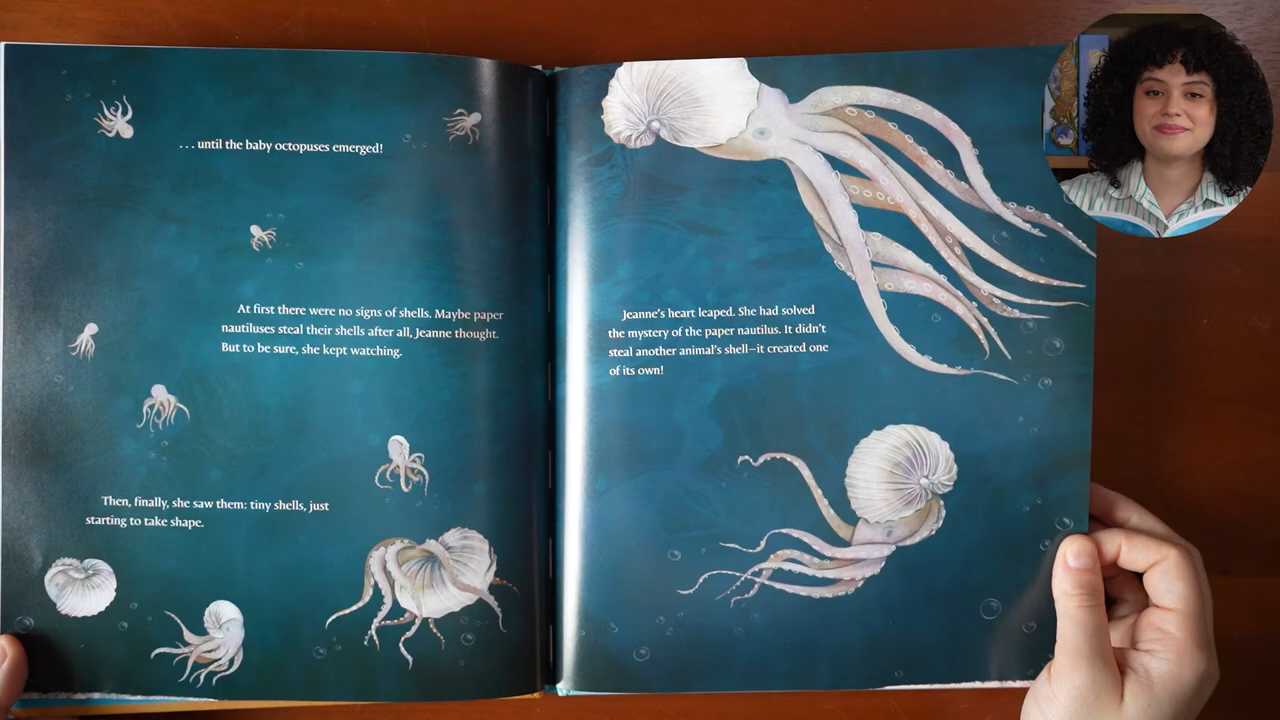 . . . until the baby octopuses emerged!
At first there were no signs of shells. Maybe paper
nautiluses steal their shells after all, Jeanne thought.
But to be sure, she kept watching.
Then, finally, she saw them: tiny shells, just
starting to take shape.
Jeanne's heart leaped. She had solved
the mystery of the paper nautilus. It didn't
steal another animal's shell—it created one
of its own!